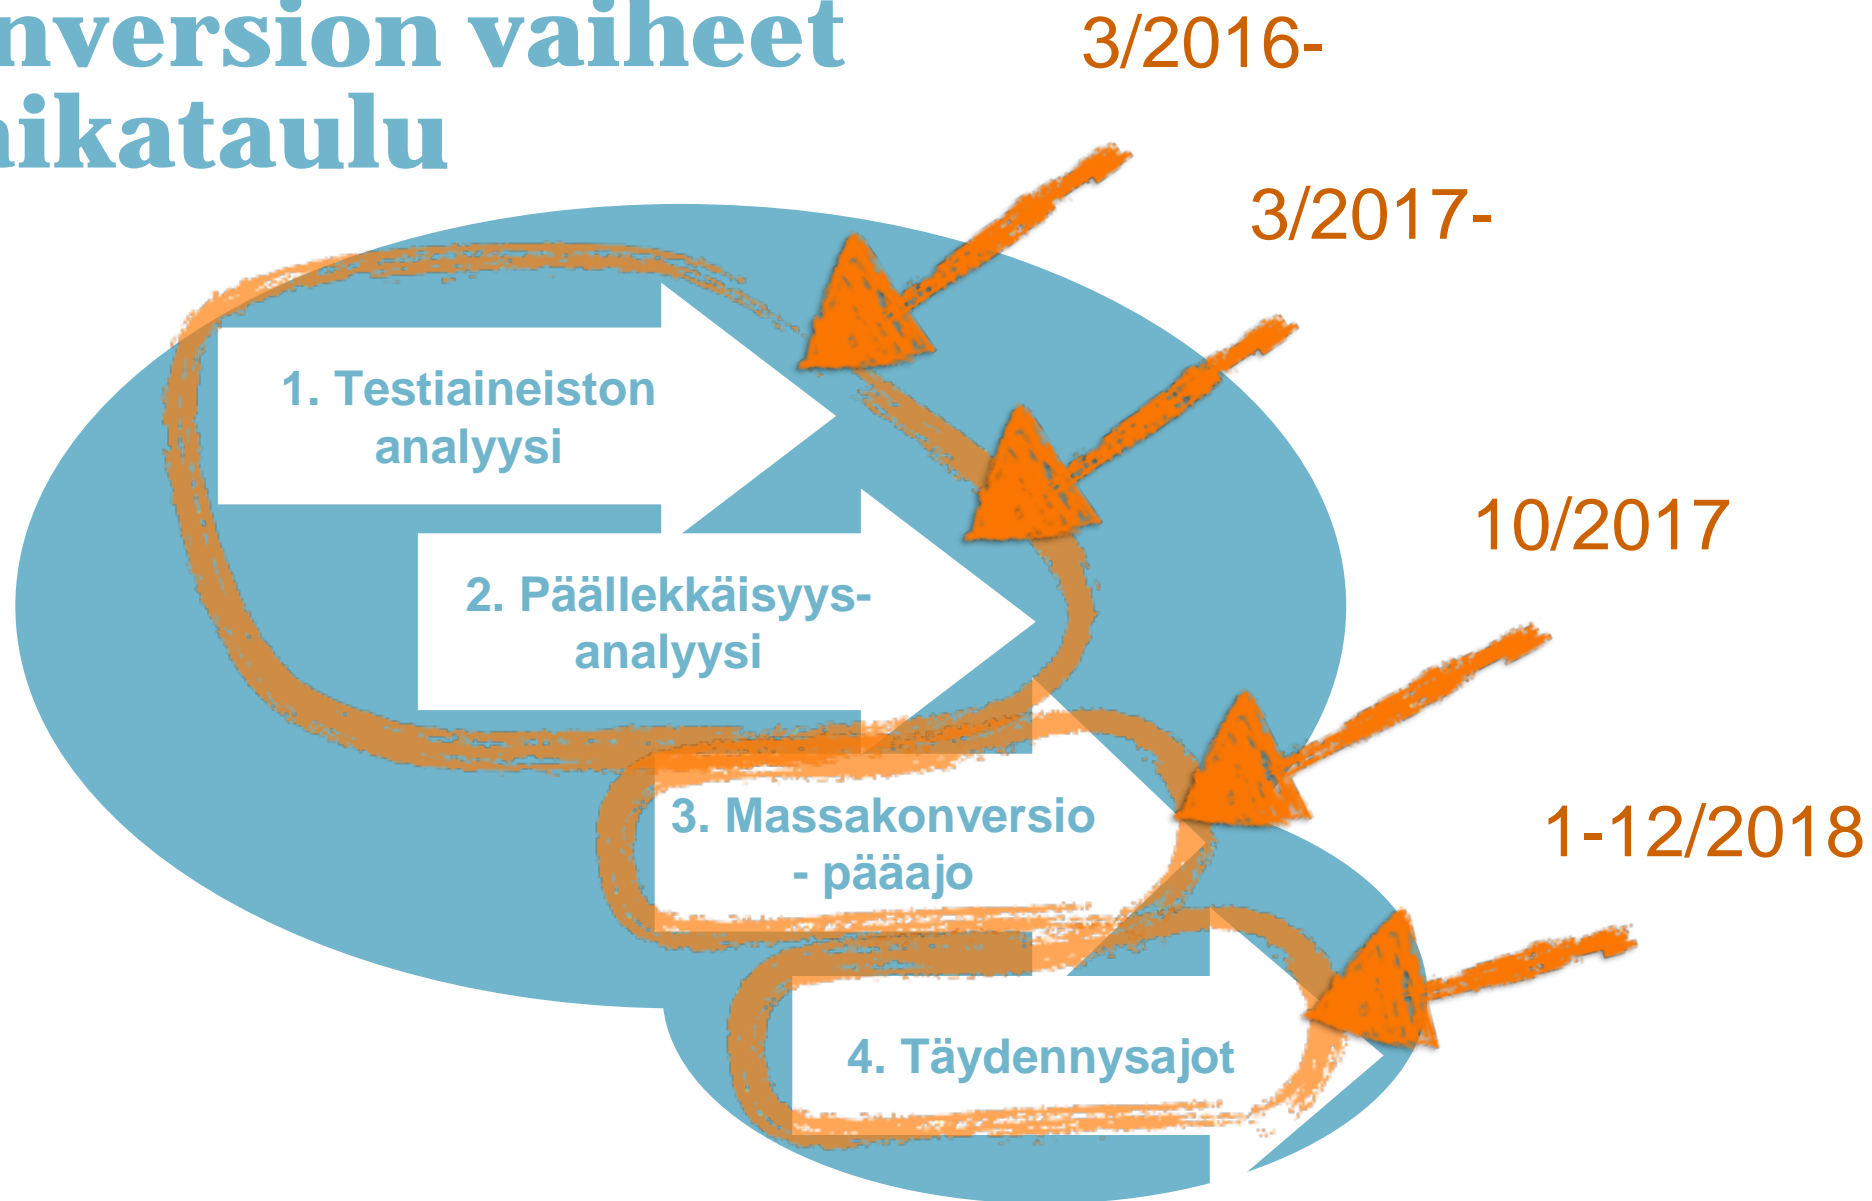 nversion vaiheet
aikataulu
3/2016-
3/2017-
1. Testiaineiston
analyysi
10/2017
2. Päällekkäisyys-
analyysi
1-12/2018
3. Massakonversio
- pääajo
4. Täydennysajot